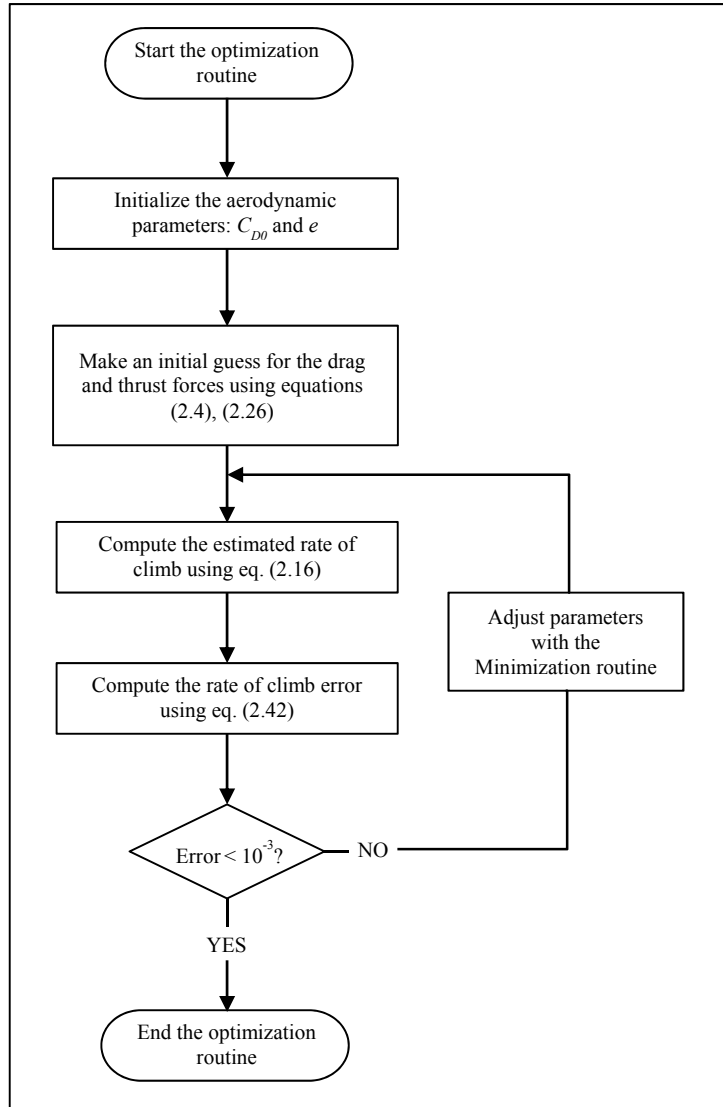 Start the optimization
routine
Initialize the aerodynamic
parameters: C_{D0} and e
Make an initial guess for the drag
and thrust forces using equations
(2.4), (2.26)
Compute the estimated rate of
climb using eq. (2.16)
Adjust parameters
with the
Minimization routine
Compute the rate of climb error
using eq. (2.42)
Error < 10^{-3}?
NO
YES
End the optimization
routine